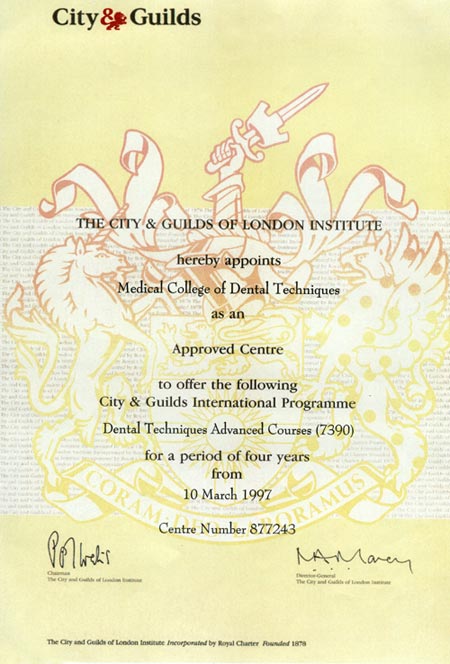 City & Guilds
THE CITY & GUILDS OF LONDON INSTITUTE
hereby appoints
Medical College of Dental Techniques
as an
Approved Centre
to offer the following
City & Guilds International Programme
Dental Techniques Advanced Courses (7390)
for a period of four years
from
10 March 1997
CORAM
ORAMUS
Centre Number 877243
Chairman
The City and Guilds of London Institute
Director-General
The City and Guilds of London Institute
The City and Guilds of London Institute Incorporated by Royal Charter Founded 1878